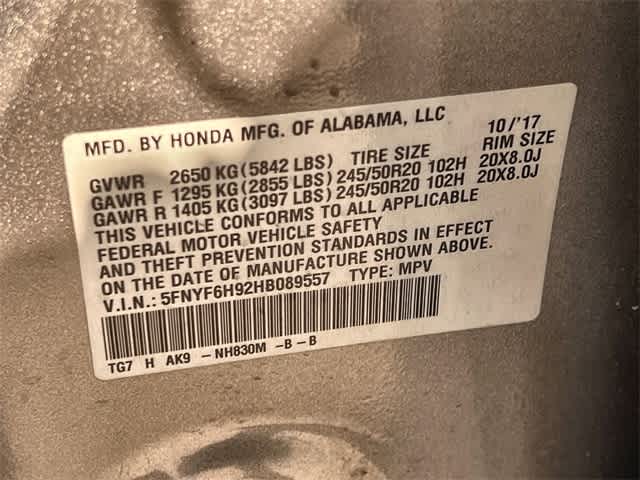 MFD. BY HONDA MFG. OF ALABAMA, LLC 10/'17
GVWR 2650 KG (5842 LBS) TIRE SIZE RIM SIZE
GAWR F 1295 KG (2855 LBS) 245/50R20 102H 20X8.0J
GAWR R 1405 KG (3097 LBS) 245/50R20 102H 20X8.0J
THIS VEHICLE CONFORMS TO ALL APPLICABLE
FEDERAL MOTOR VEHICLE SAFETY
AND THEFT PREVENTION STANDARDS IN EFFECT
ON THE DATE OF MANUFACTURE SHOWN ABOVE.
V.I.N.: 5FNYF6H92HB089557 TYPE: MPV
TG7 H AK9 -NH830M -B-B